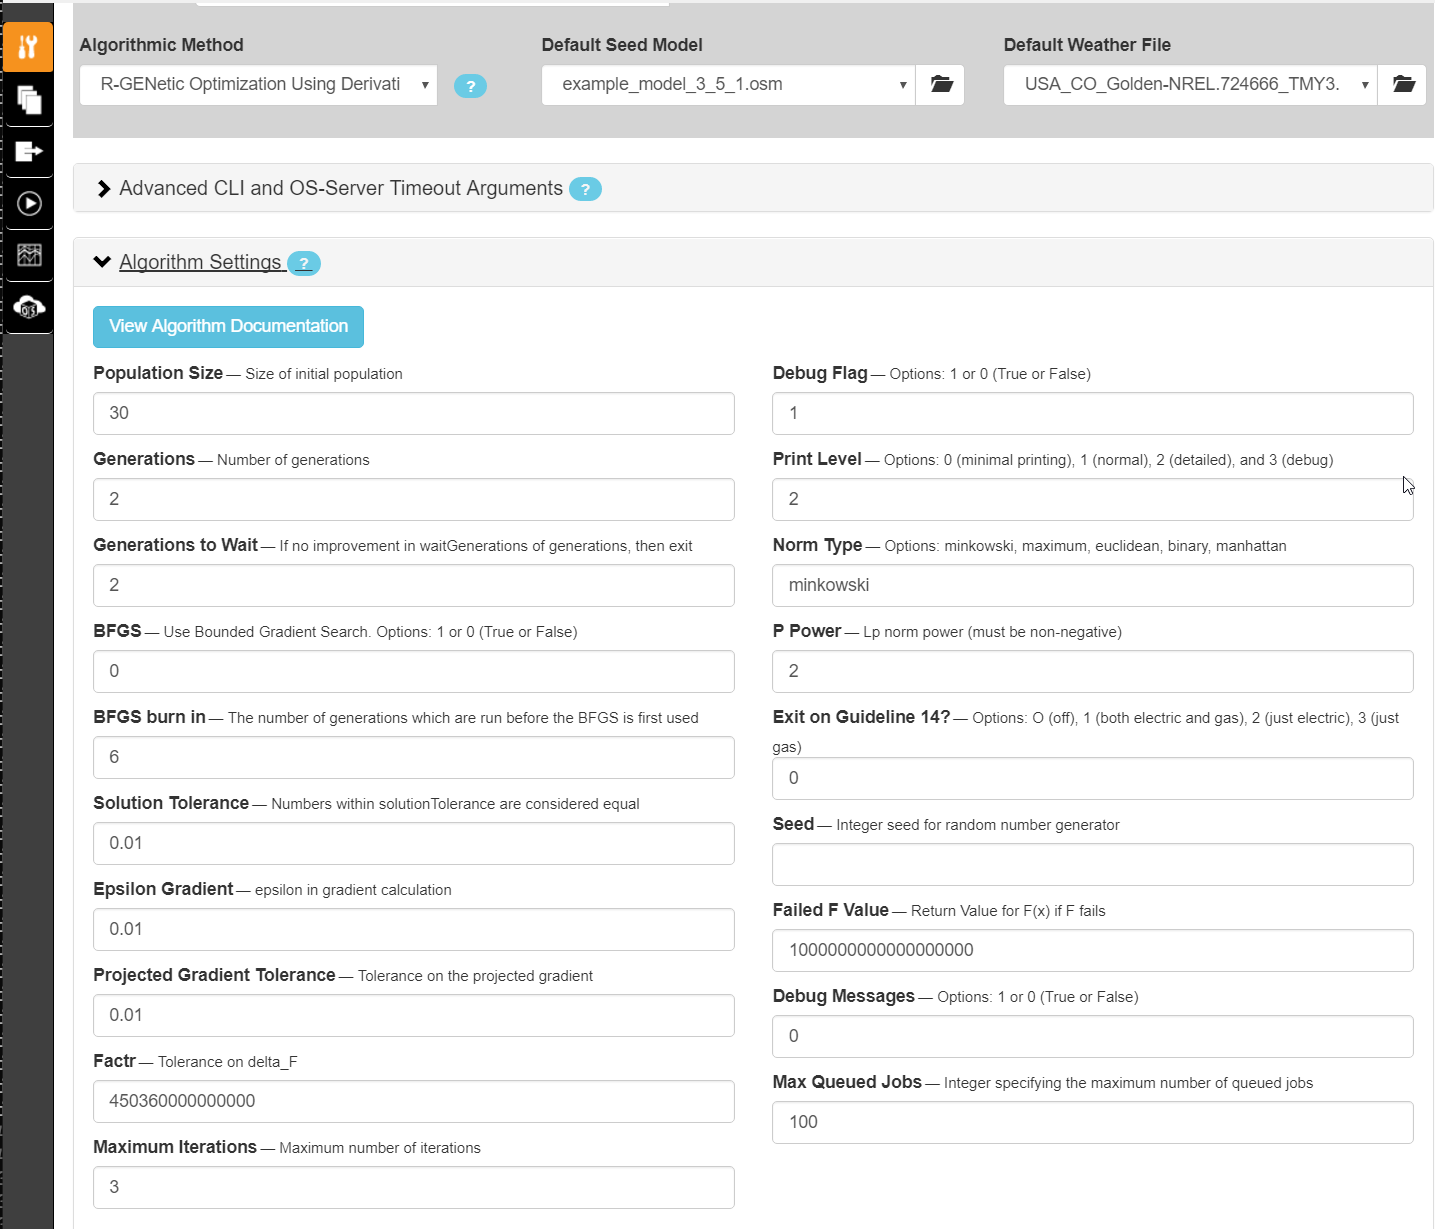 Algorithmic Method
R-GENetic Optimization Using Derivati
?
Default Seed Model
example_model_3_5_1.osm
Default Weather File
USA_CO_Golden-NREL.724666_TMY3.
Advanced CLI and OS-Server Timeout Arguments ?
Algorithm Settings ?
View Algorithm Documentation
Population Size — Size of initial population
30
Generations — Number of generations
2
Generations to Wait — If no improvement in waitGenerations of generations, then exit
2
BFGS — Use Bounded Gradient Search. Options: 1 or 0 (True or False)
0
BFGS burn in — The number of generations which are run before the BFGS is first used
6
Solution Tolerance — Numbers within solutionTolerance are considered equal
0.01
Epsilon Gradient — epsilon in gradient calculation
0.01
Projected Gradient Tolerance — Tolerance on the projected gradient
0.01
Factr — Tolerance on delta_F
450360000000000
Maximum Iterations — Maximum number of iterations
3
Debug Flag — Options: 1 or 0 (True or False)
1
Print Level — Options: 0 (minimal printing), 1 (normal), 2 (detailed), and 3 (debug)
2
Norm Type — Options: minkowski, maximum, euclidean, binary, manhattan
minkowski
P Power — Lp norm power (must be non-negative)
2
Exit on Guideline 14? — Options: O (off), 1 (both electric and gas), 2 (just electric), 3 (just
gas)
0
Seed — Integer seed for random number generator
Failed F Value — Return Value for F(x) if F fails
1000000000000000000
Debug Messages — Options: 1 or 0 (True or False)
0
Max Queued Jobs — Integer specifying the maximum number of queued jobs
100